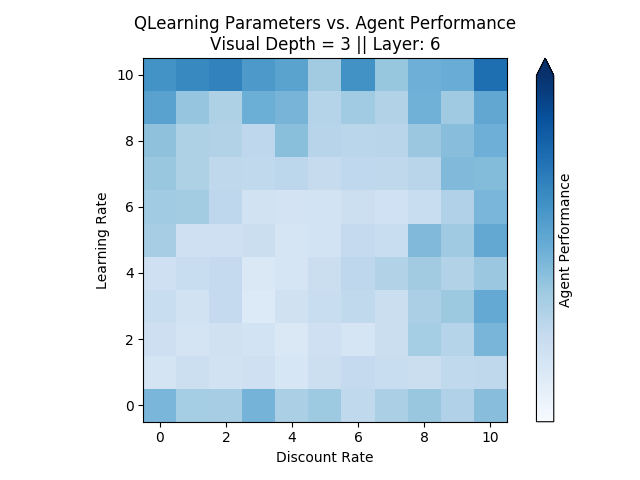 QLearning Parameters vs. Agent Performance
Visual Depth = 3 || Layer: 6
10
8
6
4
2
0
Learning Rate
0 2 4 6 8 10
Discount Rate
Agent Performance